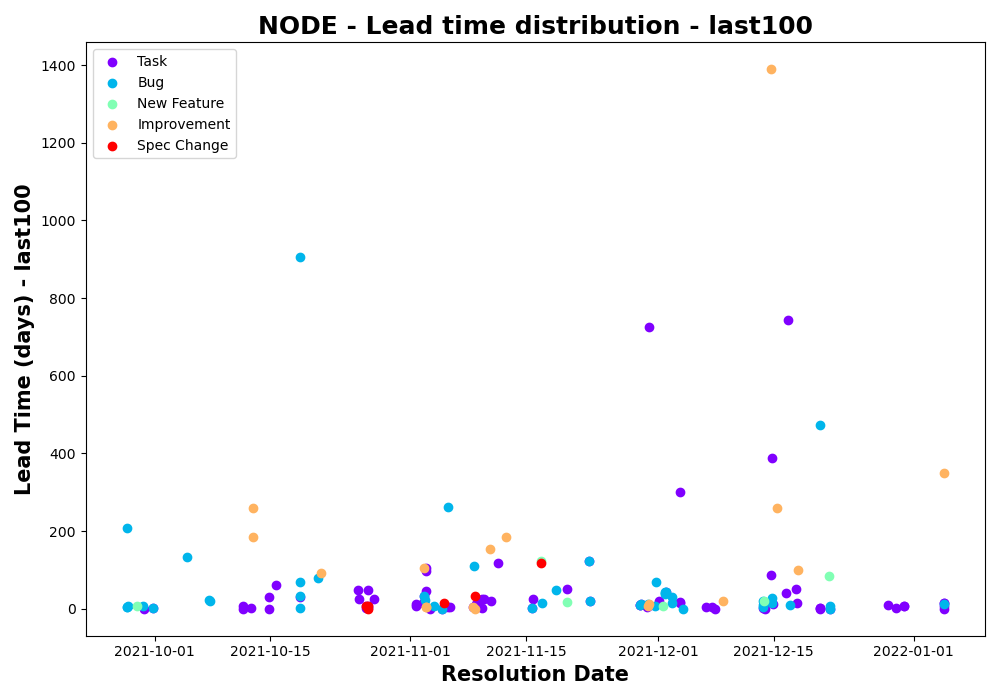 NODE - Lead time distribution - last100
Task
Bug
New Feature
Improvement
Spec Change
Lead Time (days) - last100
1400
1200
1000
800
600
400
200
0
2021-10-01
2021-10-15
2021-11-01
2021-11-15
2021-12-01
2021-12-15
2022-01-01
Resolution Date